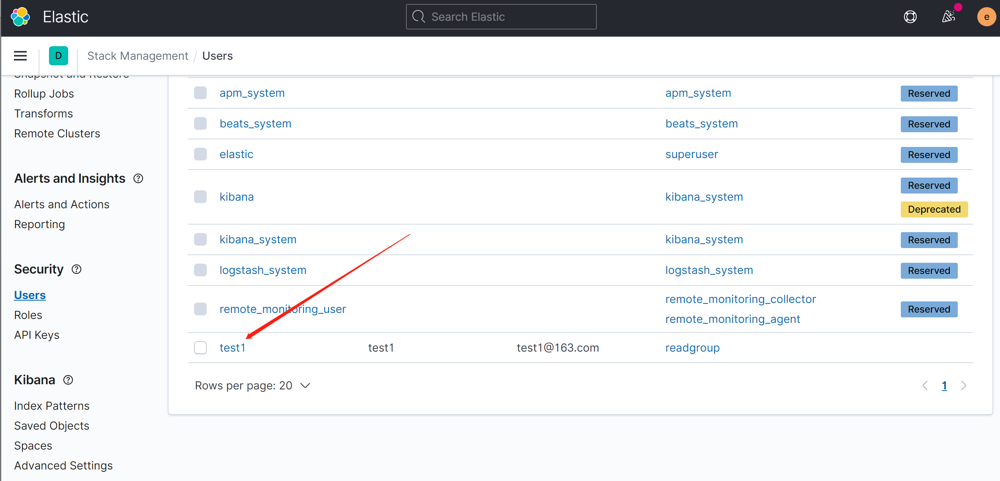 Elastic
Search Elastic
e
D
Stack Management / Users
Snapshot and Restore
Rollup Jobs
Transforms
Remote Clusters
Alerts and Insights
Alerts and Actions
Reporting
Security
Users
Roles
API Keys
Kibana
Index Patterns
Saved Objects
Spaces
Advanced Settings
apm_system apm_system Reserved
beats_system beats_system Reserved
elastic superuser Reserved
kibana kibana_system Reserved
Deprecated
kibana_system kibana_system Reserved
logstash_system logstash_system Reserved
remote_monitoring_user remote_monitoring_collector Reserved
remote_monitoring_agent
test1 test1 test1@163.com readgroup
Rows per page: 20
1